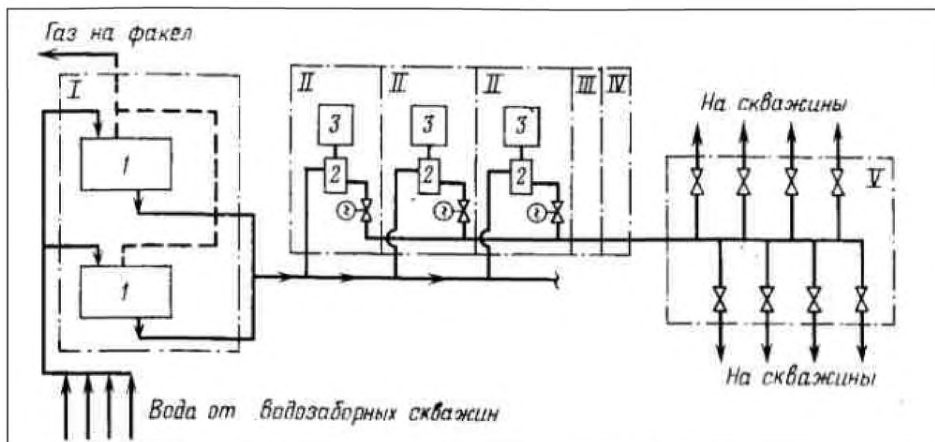 Газ на факел
I
II
II
II
III
IV
3
3
3
На скважины
1
2
2
2
V
1
На скважины
Вода от водозаборных скважин